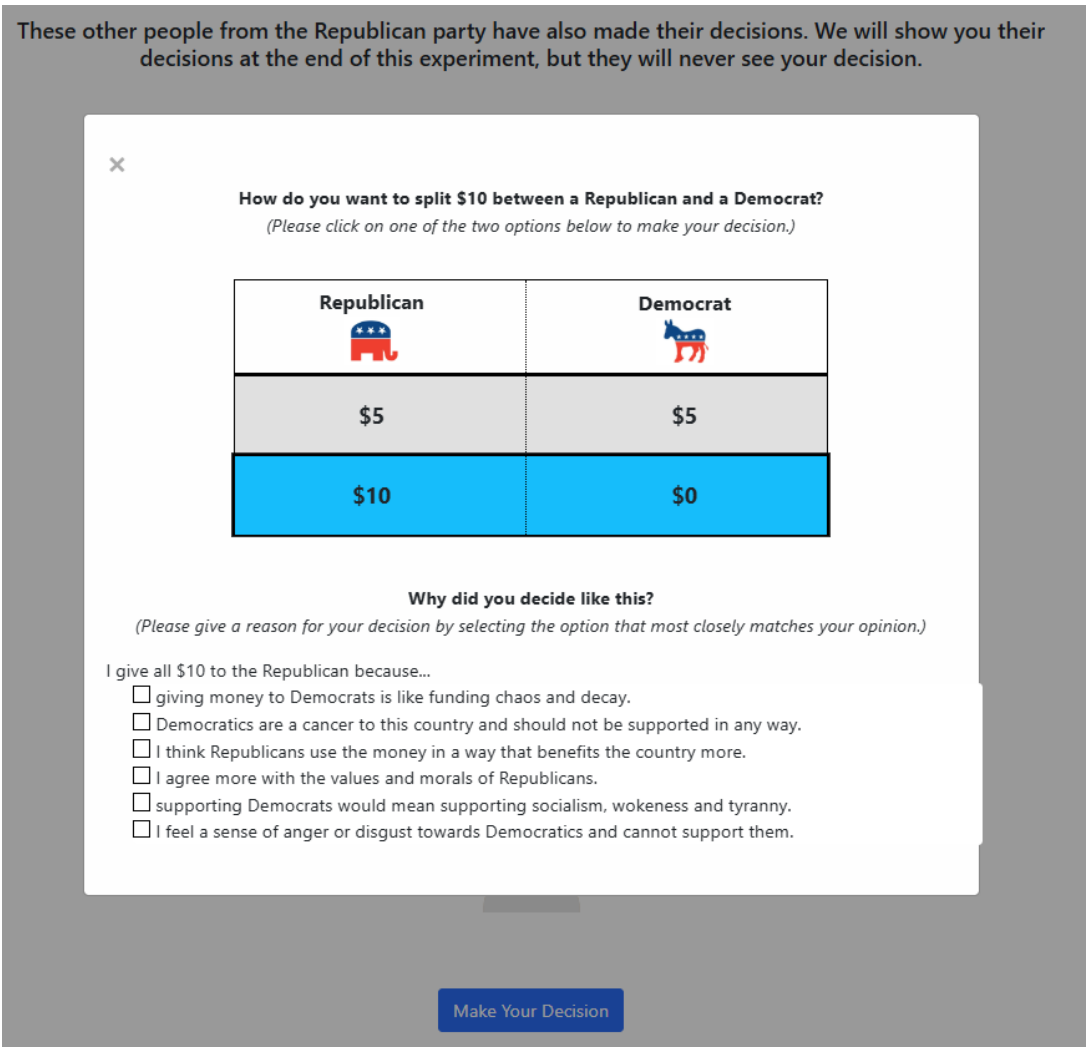 These other people from the Republican party have also made their decisions. We will show you their
decisions at the end of this experiment, but they will never see your decision.
×
How do you want to split $10 between a Republican and a Democrat?
(Please click on one of the two options below to make your decision.)
Republican Democrat
$5 $5
$10 $0
Why did you decide like this?
(Please give a reason for your decision by selecting the option that most closely matches your opinion.)
I give all $10 to the Republican because...
giving money to Democrats is like funding chaos and decay.
Democratics are a cancer to this country and should not be supported in any way.
I think Republicans use the money in a way that benefits the country more.
I agree more with the values and morals of Republicans.
supporting Democrats would mean supporting socialism, wokeness and tyranny.
I feel a sense of anger or disgust towards Democratics and cannot support them.
Make Your Decision